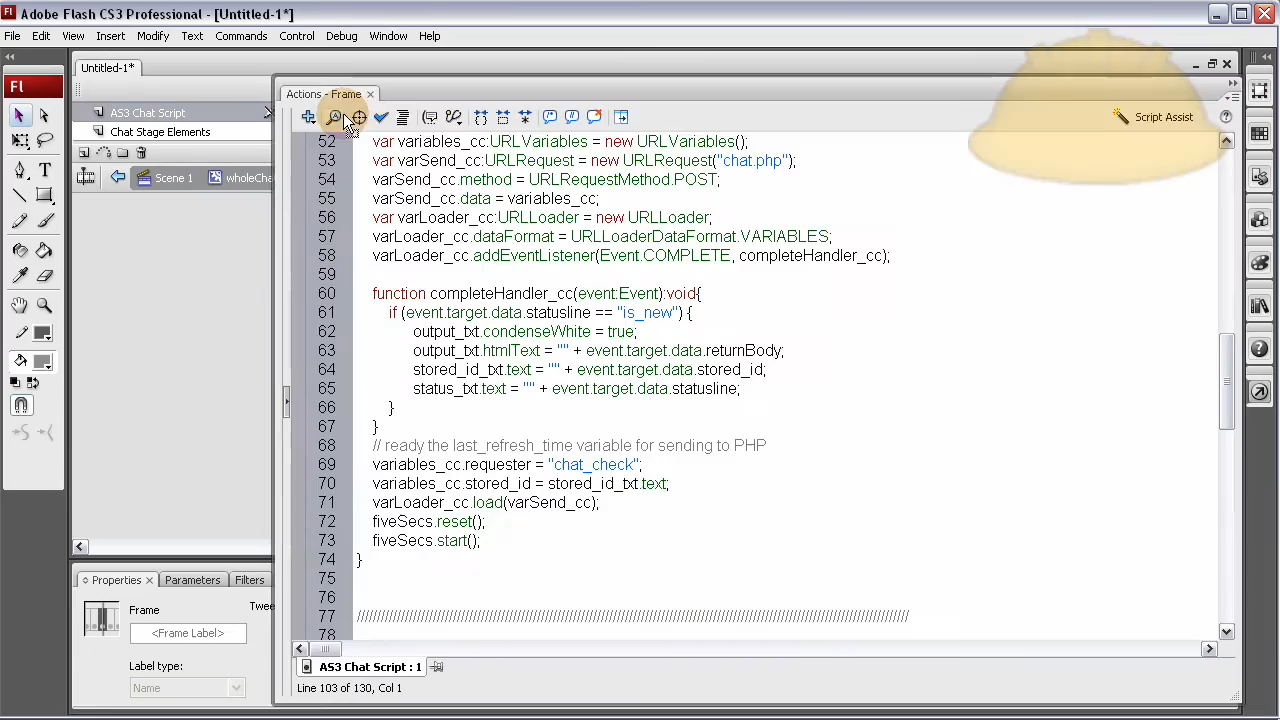 Adobe Flash CS3 Professional - [Untitled-1*]
File Edit View Insert Modify Text Commands Control Debug Window Help
Untitled-1*
Fl
Actions - Frame
AS3 Chat Script
Chat Stage Elements
Script Assist
Scene 1 wholeCha
52 var variables_cc:URLVariables = new URLVariables();
53 var varSend_cc:URLRequest = new URLRequest("chat.php");
54 varSend_cc.method = URLRequestMethod.POST;
55 varSend_cc.data = variables_cc;
56 var varLoader_cc:URLLoader = new URLLoader;
57 varLoader_cc.dataFormat = URLLoaderDataFormat.VARIABLES;
58 varLoader_cc.addEventListener(Event.COMPLETE, completeHandler_cc);
59
60 function completeHandler_cc(event:Event):void{
61 if (event.target.data.statusline == "is_new") {
62 output_txt.condenseWhite = true;
63 output_txt.htmlText = "" + event.target.data.returnBody;
64 stored_id_txt.text = "" + event.target.data.stored_id;
65 status_txt.text = "" + event.target.data.statusline;
66 }
67 }
68 // ready the last_refresh_time variable for sending to PHP
69 variables_cc.requester = "chat_check";
70 variables_cc.stored_id = stored_id_txt.text;
71 varLoader_cc.load(varSend_cc);
72 fiveSecs.reset();
73 fiveSecs.start();
74 }
75
76
77
78
Properties Parameters Filters
Frame Twee
<Frame Label>
Label type:
Name
AS3 Chat Script : 1
Line 103 of 130, Col 1